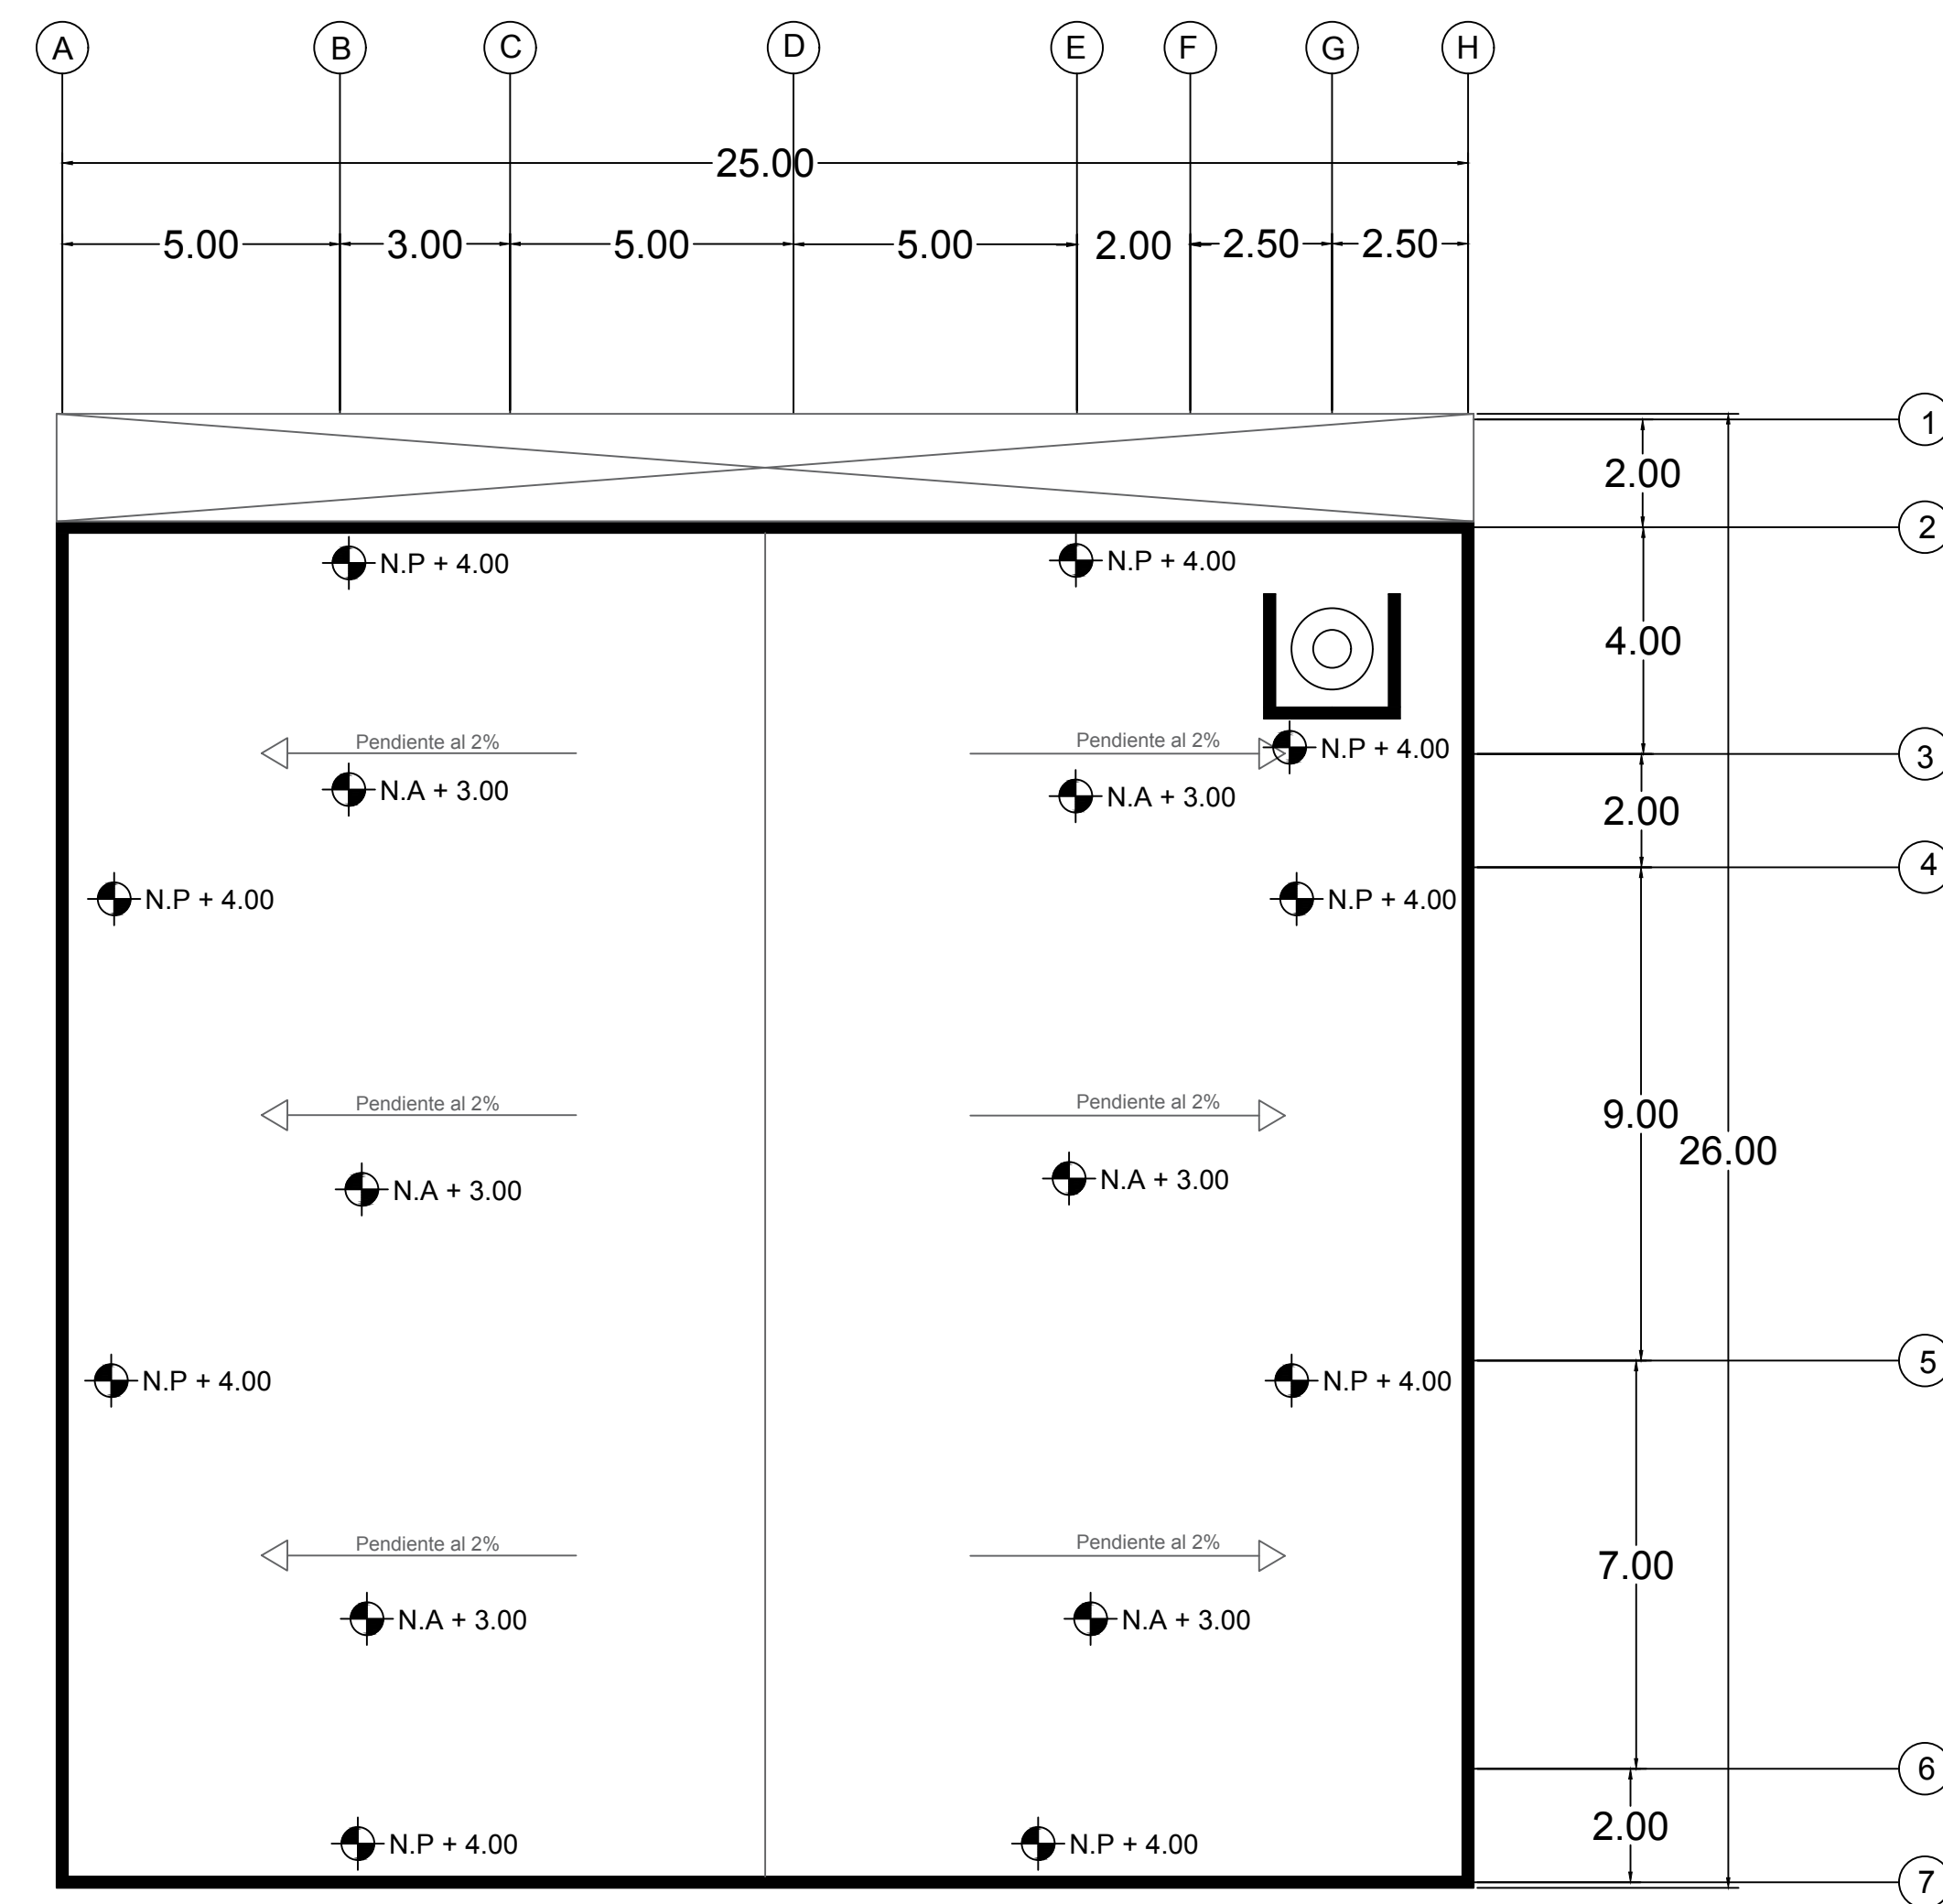 A B C D E F G H
25.00
5.00 3.00 5.00 5.00 2.00 2.50 2.50
1
2.00
2
N.P + 4.00 N.P + 4.00
4.00
Pendiente al 2% Pendiente al 2%
N.P + 4.00
3
N.A + 3.00 N.A + 3.00
2.00
4
N.P + 4.00 N.P + 4.00
Pendiente al 2% Pendiente al 2%
9.00
26.00
N.A + 3.00 N.A + 3.00
5
N.P + 4.00 N.P + 4.00
Pendiente al 2% Pendiente al 2%
7.00
N.A + 3.00 N.A + 3.00
6
2.00
N.P + 4.00 N.P + 4.00
7